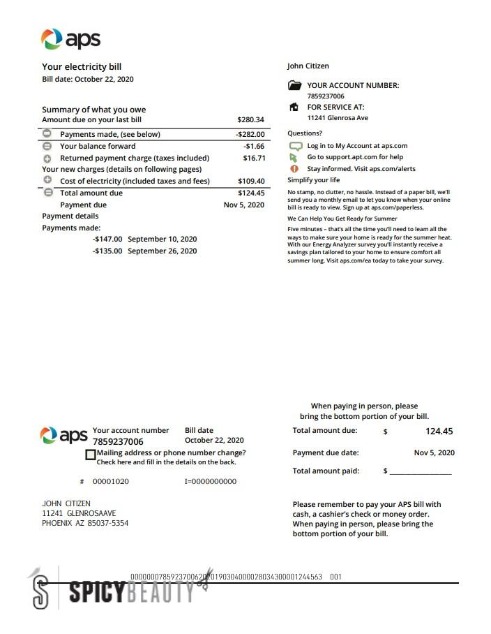 aps
Your electricity bill
Bill date: October 22, 2020
John Citizen
YOUR ACCOUNT NUMBER:
7859237006
FOR SERVICE AT:
11241 Glenrosa Ave
Summary of what you owe
Amount due on your last bill $280.34
Payments made, (see below) -$282.00
Your balance forward -$1.66
Returned payment charge (taxes included) $16.71
Your new charges (details on following pages)
Cost of electricity (included taxes and fees) $109.40
Total amount due $124.45
Payment due Nov 5, 2020
Payment details
Payments made:
-$147.00 September 10, 2020
-$135.00 September 26, 2020
Questions?
Log in to My Account at aps.com
Go to support.apt.com for help
Stay informed. Visit aps.com/alerts
Simplify your life
No stamp, no clutter, no hassle. Instead of a paper bill, we'll
send you a monthly email to let you know when your online
bill is ready to view. Sign up at aps.com/paperless.
We Can Help You Get Ready for Summer
Five minutes – that's all the time you'll need to learn all the
ways to make sure your home is ready for the summer heat.
With our Energy Analyzer survey you'll instantly receive a
savings plan tailored to your home to ensure comfort all
summer long. Visit aps.com/ea today to take your survey.
When paying in person, please
bring the bottom portion of your bill.
aps
Your account number Bill date
7859237006 October 22, 2020
Mailing address or phone number change?
Check here and fill in the details on the back.
# 00001020 I=0000000000
Total amount due: $ 124.45
Payment due date: Nov 5, 2020
Total amount paid: $
JOHN CITIZEN
11241 GLENROSAAVE
PHOENIX AZ 85037-5354
Please remember to pay your APS bill with
cash, a cashier's check or money order.
When paying in person, please bring the
bottom portion of your bill.
001
SPICYBEAUTY